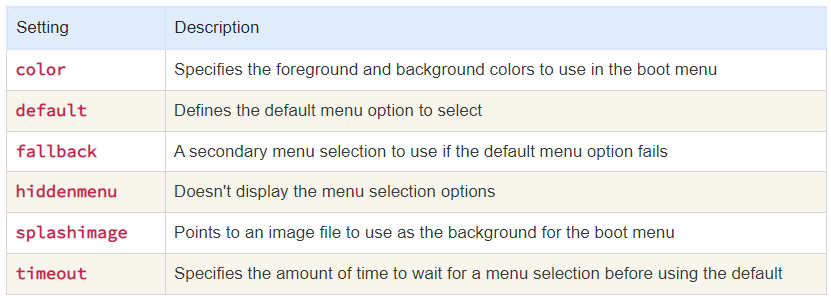 Setting Description
color Specifies the foreground and background colors to use in the boot menu
default Defines the default menu option to select
fallback A secondary menu selection to use if the default menu option fails
hiddenmenu Doesn't display the menu selection options
splashimage Points to an image file to use as the background for the boot menu
timeout Specifies the amount of time to wait for a menu selection before using the default